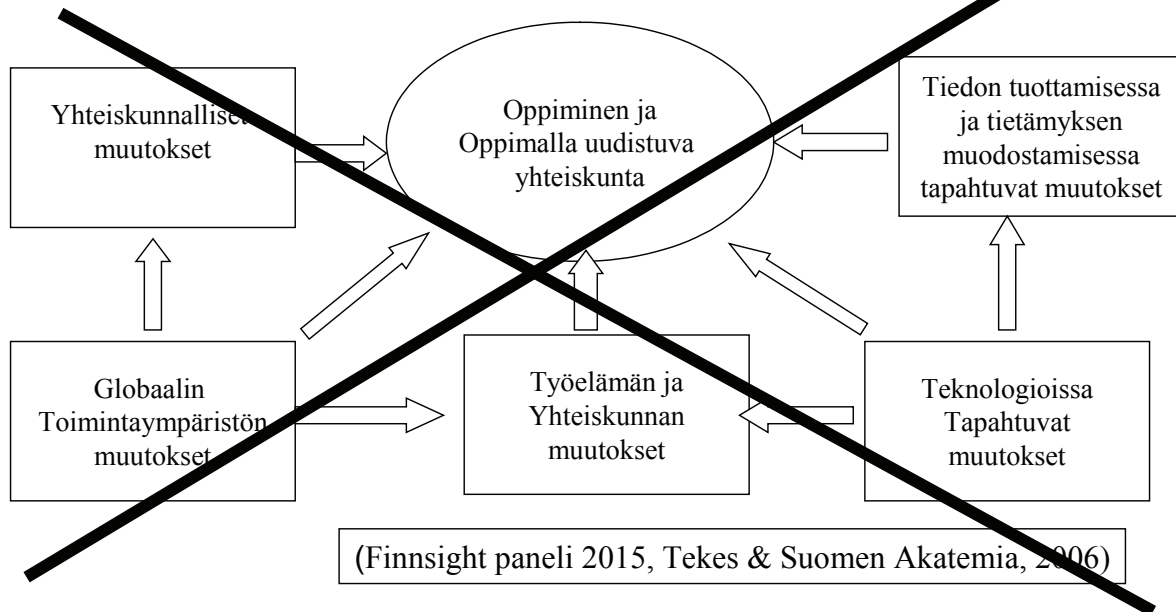 Yhteiskunnalliset
muutokset
Oppiminen ja
Oppimalla uudistuva
yhteiskunta
Tiedon tuottamisessa
ja tietämyksen
muodostamisessa
tapahtuvat muutokset
Globaalin
Toimintaympäristön
muutokset
Työelämän ja
Yhteiskunnan
muutokset
Teknologioissa
Tapahtuvat
muutokset
(Finnsight paneli 2015, Tekes & Suomen Akatemia, 2006)